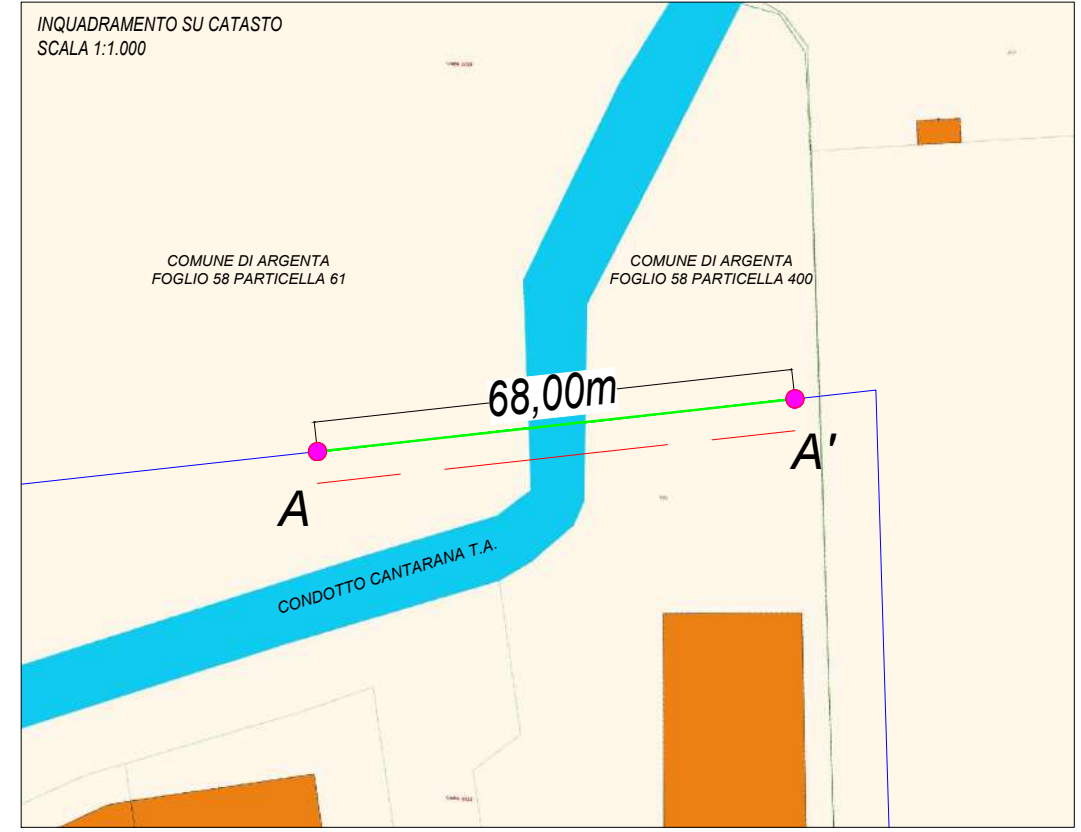 INQUADRAMENTO SU CATASTO
SCALA 1:1.000
COMUNE DI ARGENTA
FOGLIO 58 PARTICELLA 61
COMUNE DI ARGENTA
FOGLIO 58 PARTICELLA 400
68,00m
A
A'
CONDOTTO CANTARANA T.A.